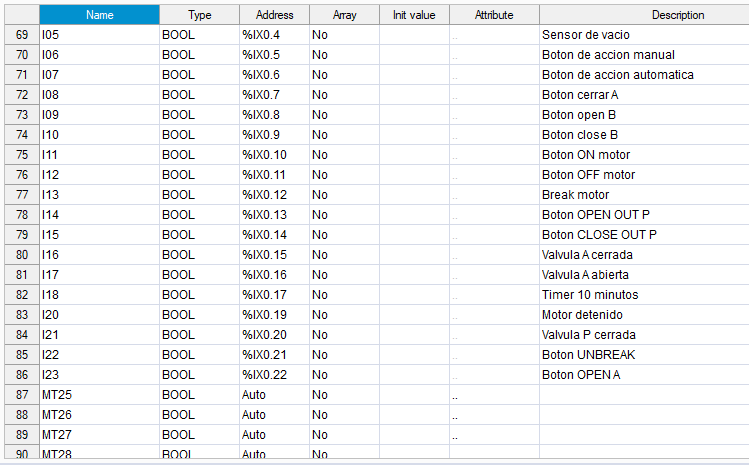 Name Type Address Array Init value Attribute Description
69 I05 BOOL %IX0.4 No .. Sensor de vacio
70 I06 BOOL %IX0.5 No .. Boton de accion manual
71 I07 BOOL %IX0.6 No .. Boton de accion automatica
72 I08 BOOL %IX0.7 No .. Boton cerrar A
73 I09 BOOL %IX0.8 No .. Boton open B
74 I10 BOOL %IX0.9 No .. Boton close B
75 I11 BOOL %IX0.10 No .. Boton ON motor
76 I12 BOOL %IX0.11 No .. Boton OFF motor
77 I13 BOOL %IX0.12 No .. Break motor
78 I14 BOOL %IX0.13 No .. Boton OPEN OUT P
79 I15 BOOL %IX0.14 No .. Boton CLOSE OUT P
80 I16 BOOL %IX0.15 No .. Valvula A cerrada
81 I17 BOOL %IX0.16 No .. Valvula A abierta
82 I18 BOOL %IX0.17 No .. Timer 10 minutos
83 I20 BOOL %IX0.19 No .. Motor detenido
84 I21 BOOL %IX0.20 No .. Valvula P cerrada
85 I22 BOOL %IX0.21 No .. Boton UNBREAK
86 I23 BOOL %IX0.22 No .. Boton OPEN A
87 MT25 BOOL Auto No ..
88 MT26 BOOL Auto No ..
89 MT27 BOOL Auto No ..
90 MT28 BOOL Auto No